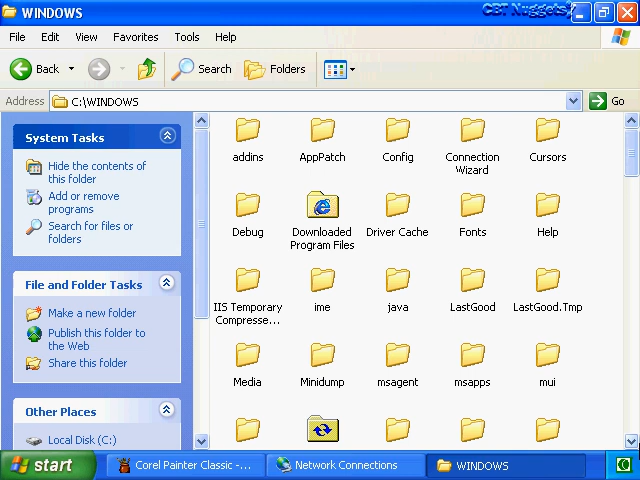 WINDOWS
CBT Nuggets
File Edit View Favorites Tools Help
Back Search Folders
Address C:\WINDOWS Go
System Tasks
Hide the contents of
this folder
Add or remove
programs
Search for files or
folders
File and Folder Tasks
Make a new folder
Publish this folder to
the Web
Share this folder
Other Places
Local Disk (C:)
addins AppPatch Config Connection Wizard Cursors
Debug Downloaded Program Files Driver Cache Fonts Help
IIS Temporary Compresse... ime java LastGood LastGood.Tmp
Media Minidump msagent msapps mui
start Corel Painter Classic -... Network Connections WINDOWS